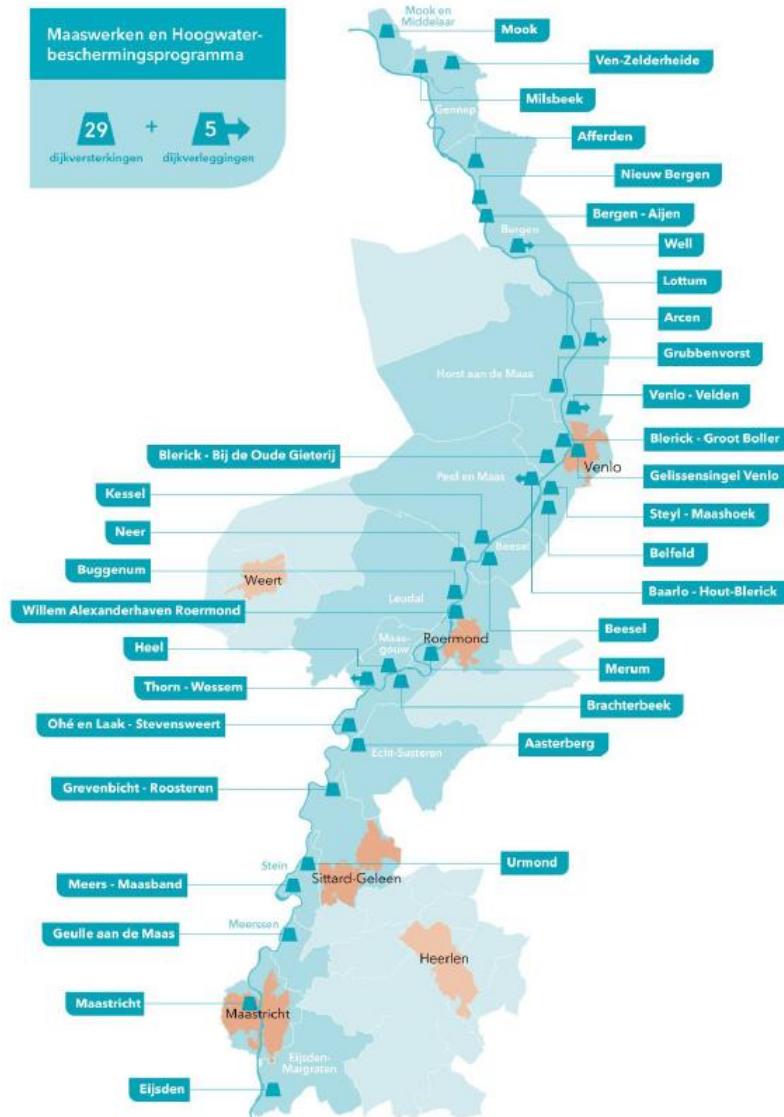 Maaswerken en Hoogwater-
beschermingsprogramma
29 + 5
dijkversterkingen dijkverleggingen
Mook en
Middelaar
Mook
Ven-Zelderheide
Milsbeek
Gennep
Afferden
Nieuw Bergen
Bergen - Aijen
Bergen
Well
Lottum
Arcen
Horst aan de Maas
Grubbenvorst
Venlo - Velden
Blerick - Groot Boller
Blerick - Bij de Oude Gieterij
Venlo
Gelissensingel Venlo
Peel en Maas
Kessel
Steyl - Maashoek
Neer
Beesel
Belfeld
Buggenum
Weert
Baarlo - Hout-Blerick
Leudal
Willem Alexanderhaven Roermond
Beesel
Maas-
gouw
Roermond
Heel
Merum
Thorn - Wessem
Brachterbeek
Ohé en Laak - Stevensweert
Aasterberg
Echt-Susteren
Grevenbicht - Roosteren
Stein
Urmond
Sittard-Geleen
Meers - Maasband
Meerssen
Geulle aan de Maas
Heerlen
Maastricht
Maastricht
Eijsden-
Margraten
Eijsden